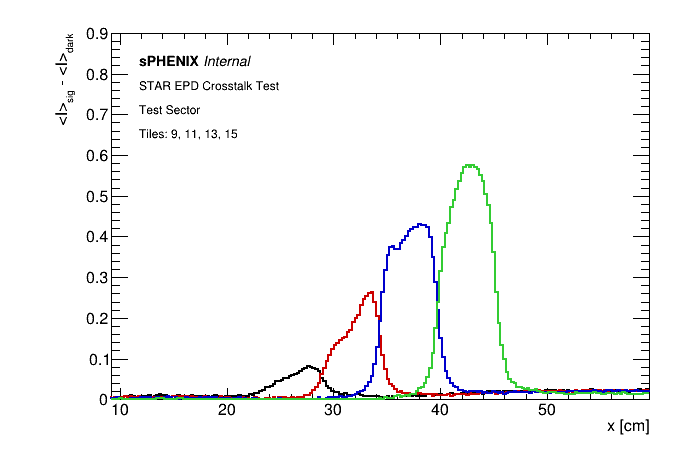 0.9
0.8
0.7
0.6
0.5
0.4
0.3
0.2
0.1
0
<I>sig - <I>dark
sPHENIX Internal
STAR EPD Crosstalk Test
Test Sector
Tiles: 9, 11, 13, 15
10 20 30 40 50
x [cm]